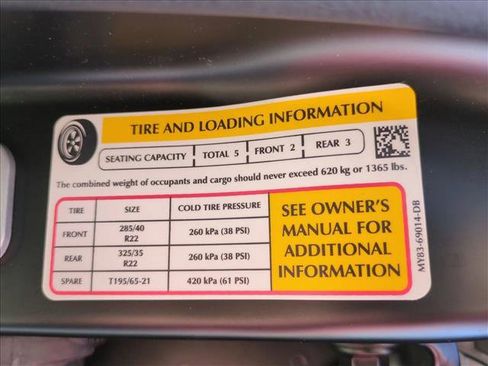 TIRE AND LOADING INFORMATION
SEATING CAPACITY TOTAL 5 FRONT 2 REAR 3
The combined weight of occupants and cargo should never exceed 620 kg or 1365 lbs.
TIRE SIZE COLD TIRE PRESSURE
FRONT 285/40 R22 260 kPa (38 PSI)
REAR 325/35 R22 260 kPa (38 PSI)
SPARE T195/65-21 420 kPa (61 PSI)
SEE OWNER'S
MANUAL FOR
ADDITIONAL
INFORMATION
MY83-69014-DB